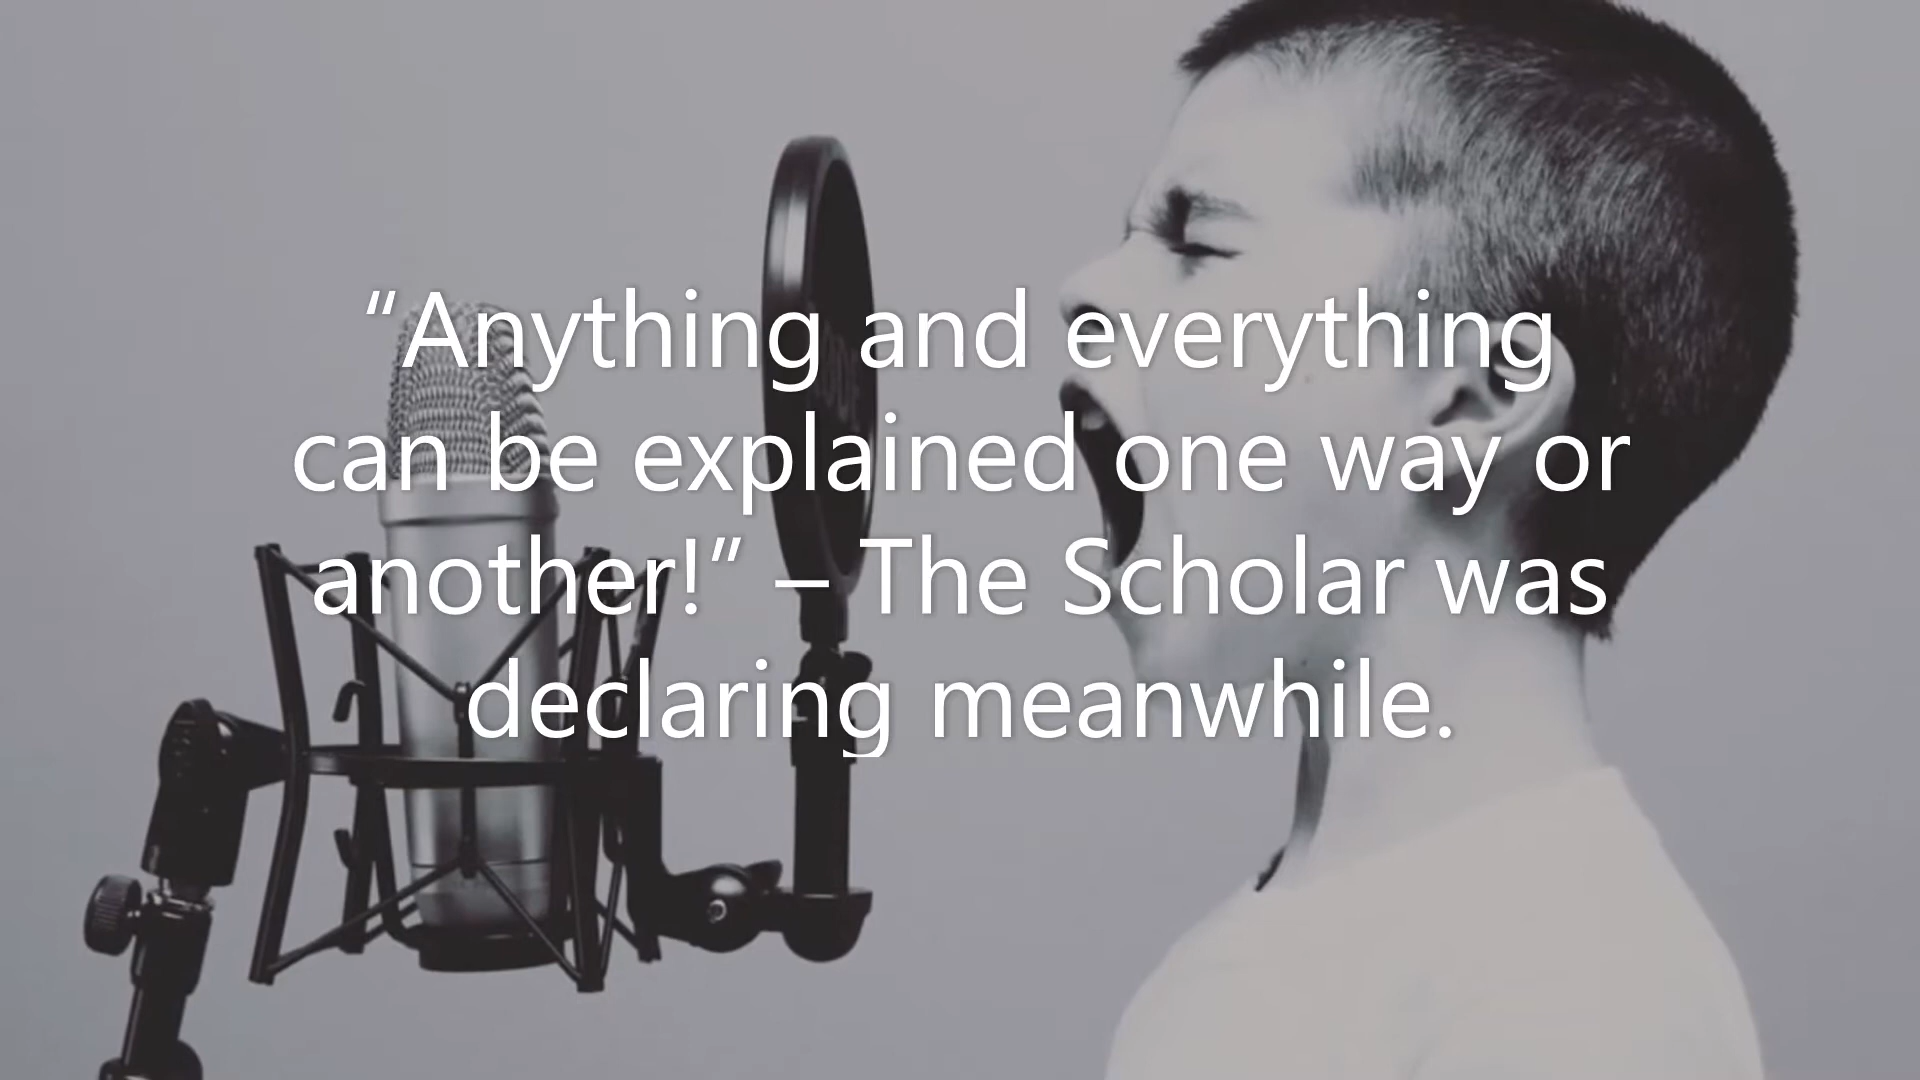 “Anything and everything
can be explained one way or
another!” – The Scholar was
declaring meanwhile.